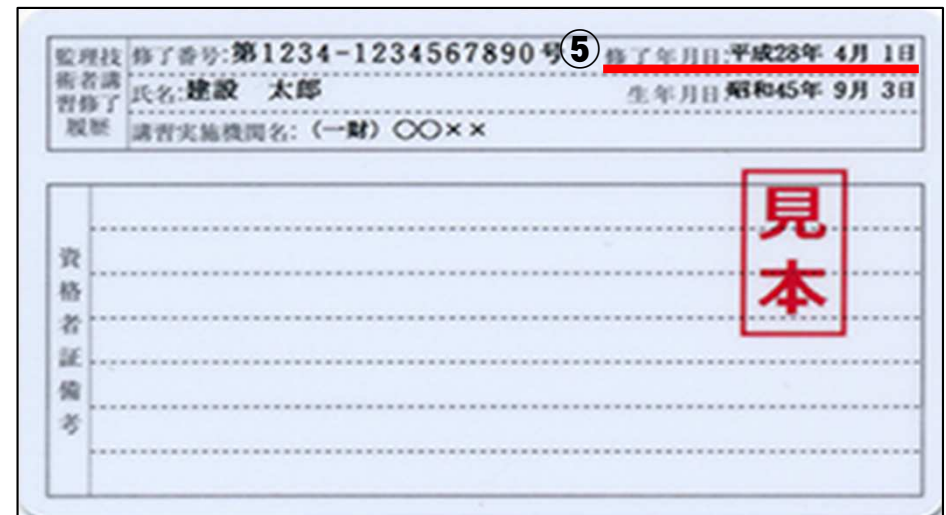 監理技術者講習修了履歴
修了番号:第1234-1234567890号 ⑤ 修了年月日:平成28年 4月 1日
氏名:建設 太郎 生年月日:昭和45年 9月 3日
講習実施機関名:(一財)○○××
見本
資格者証備考